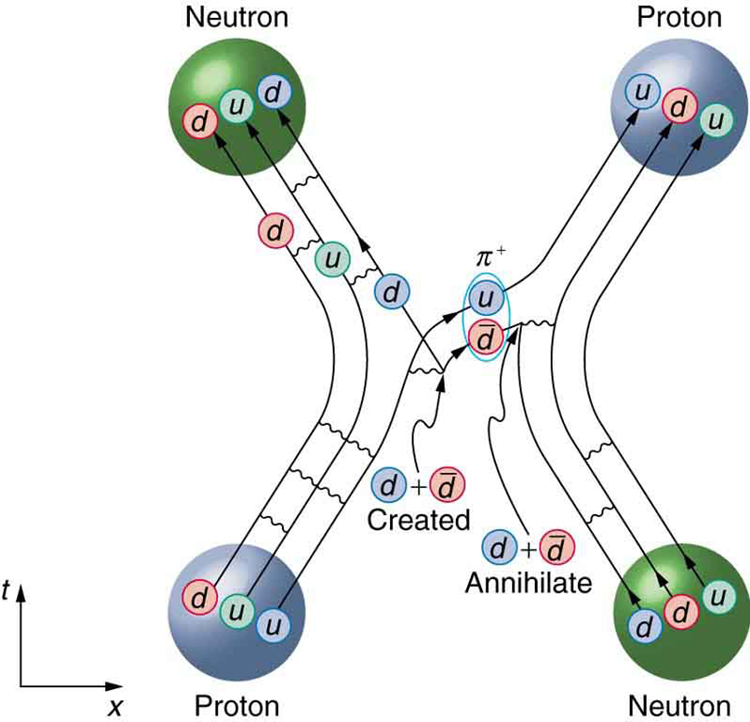 Neutron
Proton
d u d
u d u
d
u
d
π⁺
u
d̅
d + d̅
Created
d + d̅
Annihilate
d u u
d d u
t
x
Proton
Neutron